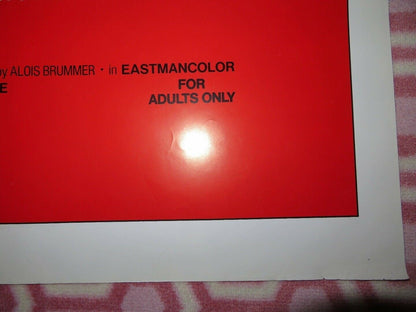 by ALOIS BRUMMER · in EASTMANCOLOR
E FOR
ADULTS ONLY